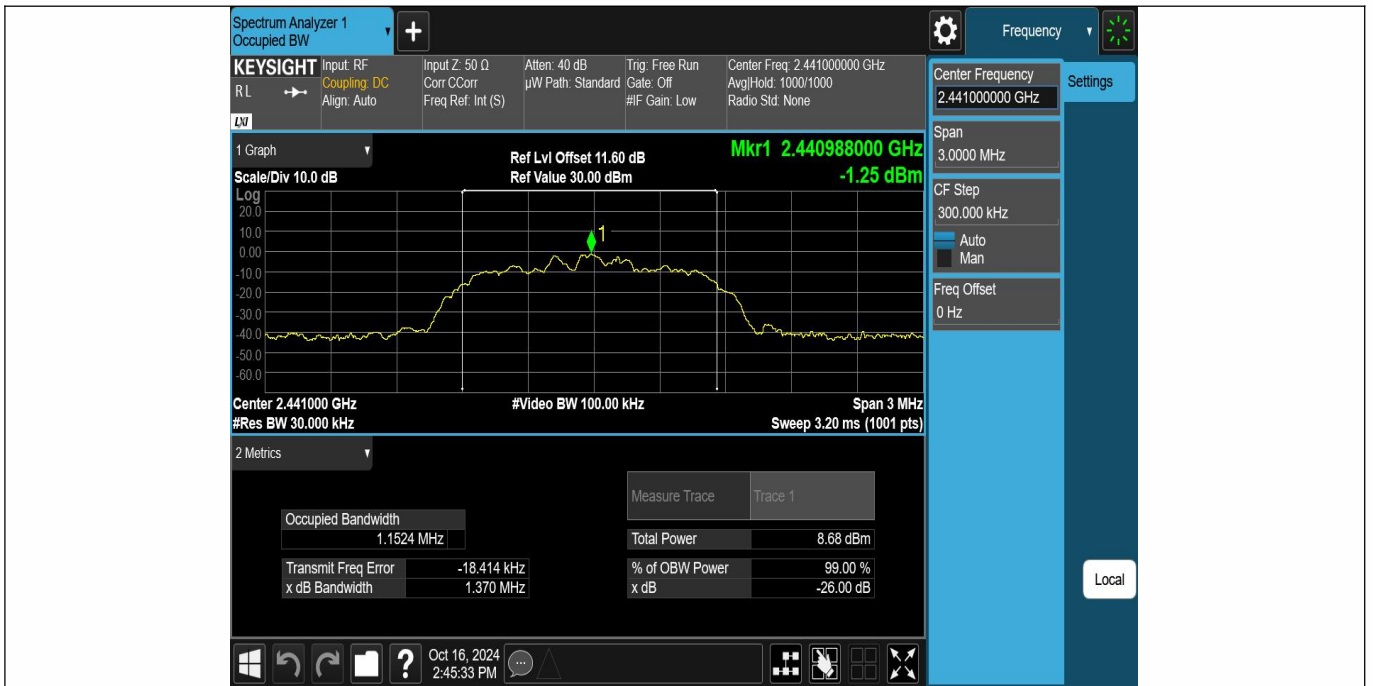 Spectrum Analyzer 1
Occupied BW
+
Frequency
KEYSIGHT
RL
LXI
Input: RF
Coupling: DC
Align: Auto
Input Z: 50 Ω
Corr CCorr
Freq Ref: Int (S)
Atten: 40 dB
µW Path: Standard
Trig: Free Run
Gate: Off
#IF Gain: Low
Center Freq: 2.441000000 GHz
Avg|Hold: 1000/1000
Radio Std: None
Center Frequency
2.441000000 GHz
Settings
Span
3.0000 MHz
CF Step
300.000 kHz
Auto
Man
Freq Offset
0 Hz
Local
1 Graph
Scale/Div 10.0 dB
Ref Lvl Offset 11.60 dB
Ref Value 30.00 dBm
Mkr1 2.440988000 GHz
-1.25 dBm
Log
20.0
10.0
0.00
-10.0
-20.0
-30.0
-40.0
-50.0
-60.0
1
Center 2.441000 GHz
#Video BW 100.00 kHz
Span 3 MHz
#Res BW 30.000 kHz
Sweep 3.20 ms (1001 pts)
2 Metrics
Measure Trace Trace 1
Occupied Bandwidth
1.1524 MHz
Total Power 8.68 dBm
Transmit Freq Error -18.414 kHz
% of OBW Power 99.00 %
x dB Bandwidth 1.370 MHz
x dB -26.00 dB
?
Oct 16, 2024
2:45:33 PM